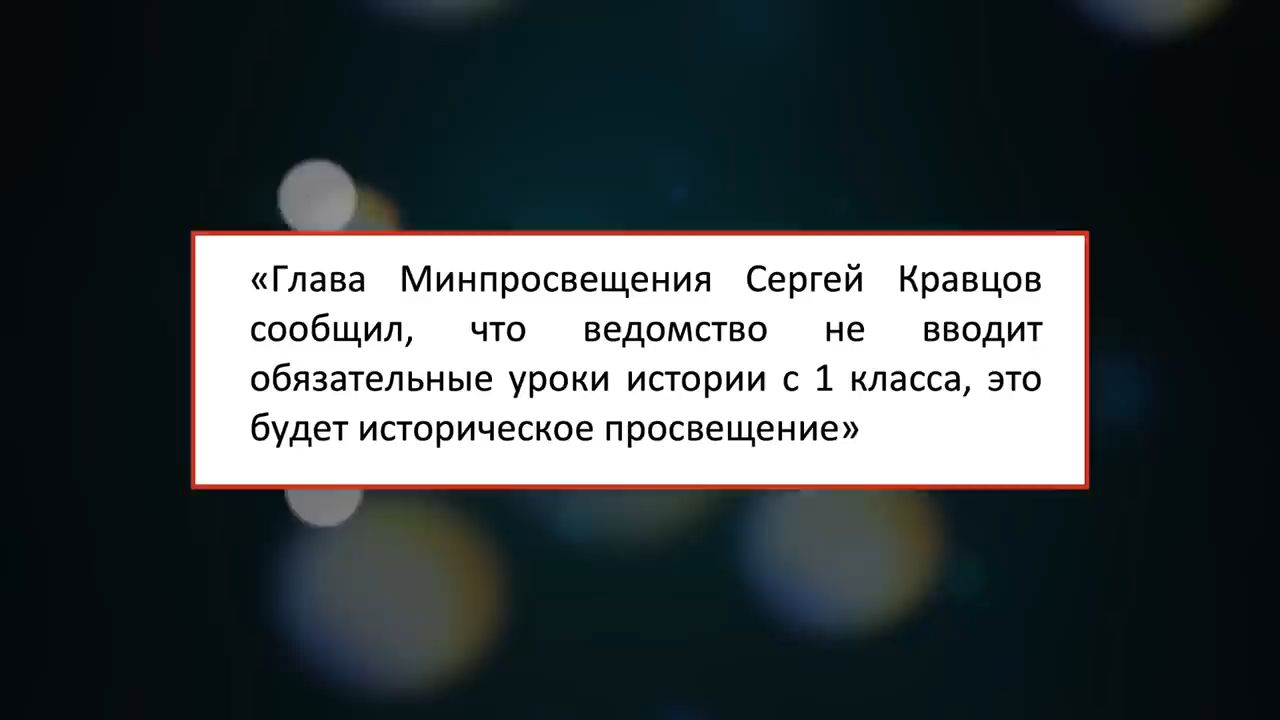 «Глава Минпросвещения Сергей Кравцов
сообщил, что ведомство не вводит
обязательные уроки истории с 1 класса, это
будет историческое просвещение»